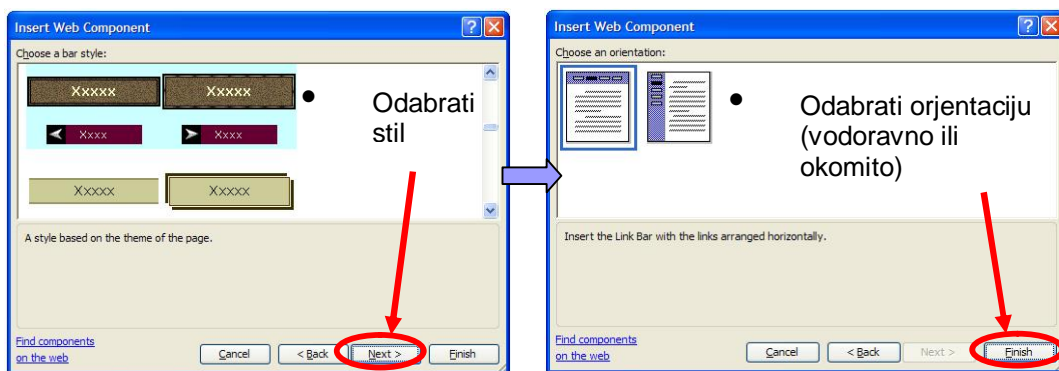 Insert Web Component
Choose a bar style:
Xxxxx Xxxxx
Xxxx Xxxx
Xxxxx Xxxxx
• Odabrati
stil
A style based on the theme of the page.
Find components
on the web
Cancel < Back Next > Finish
Insert Web Component
Choose an orientation:
• Odabrati orjentaciju
(vodoravno ili
okomito)
Insert the Link Bar with the links arranged horizontally.
Find components
on the web
Cancel < Back Next > Finish